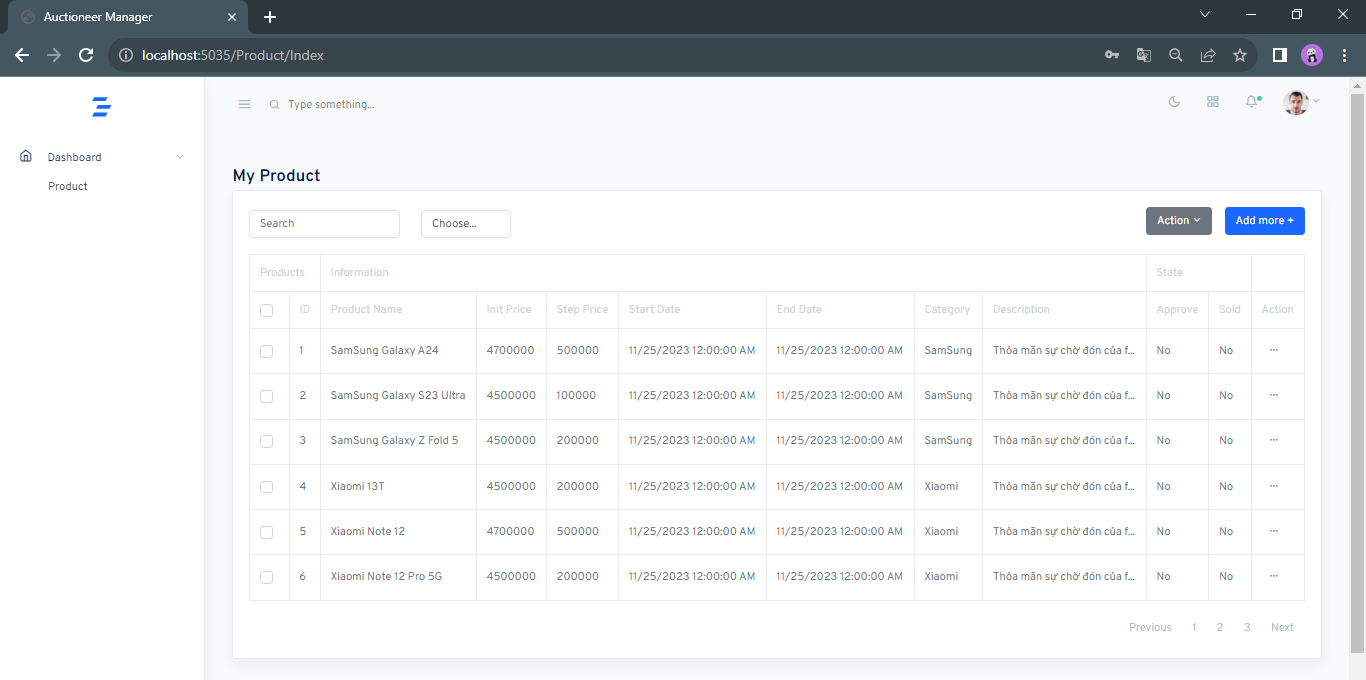 Auctioneer Manager
localhost:5035/Product/Index
Type something...
Dashboard
Product
My Product
Search
Choose...
Action
Add more +
Products Information State
ID Product Name Init Price Step Price Start Date End Date Category Description Approve Sold Action
1 SamSung Galaxy A24 4700000 500000 11/25/2023 12:00:00 AM 11/25/2023 12:00:00 AM SamSung Thỏa mãn sự chờ đón của f... No No ...
2 SamSung Galaxy S23 Ultra 4500000 100000 11/25/2023 12:00:00 AM 11/25/2023 12:00:00 AM SamSung Thỏa mãn sự chờ đón của f... No No ...
3 SamSung Galaxy Z Fold 5 4500000 200000 11/25/2023 12:00:00 AM 11/25/2023 12:00:00 AM SamSung Thỏa mãn sự chờ đón của f... No No ...
4 Xiaomi 13T 4500000 200000 11/25/2023 12:00:00 AM 11/25/2023 12:00:00 AM Xiaomi Thỏa mãn sự chờ đón của f... No No ...
5 Xiaomi Note 12 4700000 500000 11/25/2023 12:00:00 AM 11/25/2023 12:00:00 AM Xiaomi Thỏa mãn sự chờ đón của f... No No ...
6 Xiaomi Note 12 Pro 5G 4500000 200000 11/25/2023 12:00:00 AM 11/25/2023 12:00:00 AM Xiaomi Thỏa mãn sự chờ đón của f... No No ...
Previous 1 2 3 Next